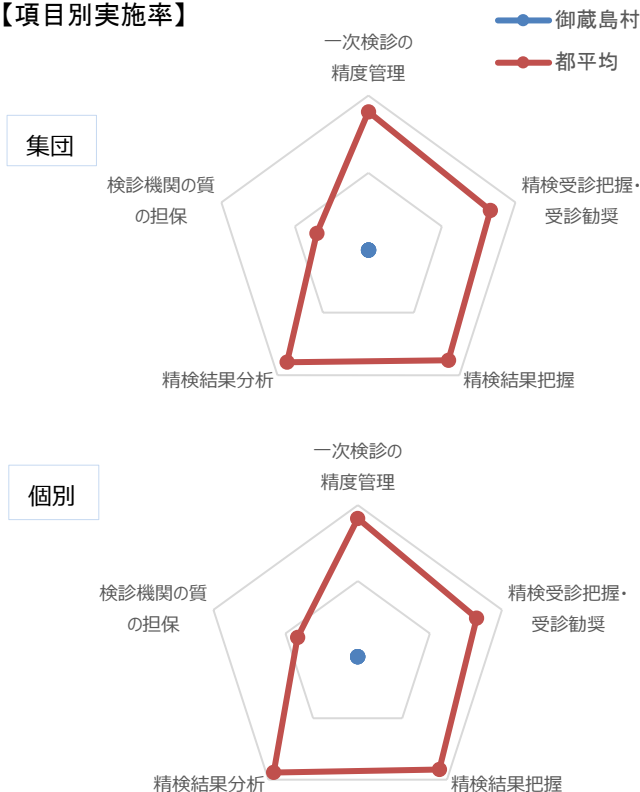 【項目別実施率】
御蔵島村
都平均
集団
一次検診の
精度管理
検診機関の質
の担保
精検受診把握・
受診勧奨
精検結果分析
精検結果把握
個別
一次検診の
精度管理
検診機関の質
の担保
精検受診把握・
受診勧奨
精検結果分析
精検結果把握